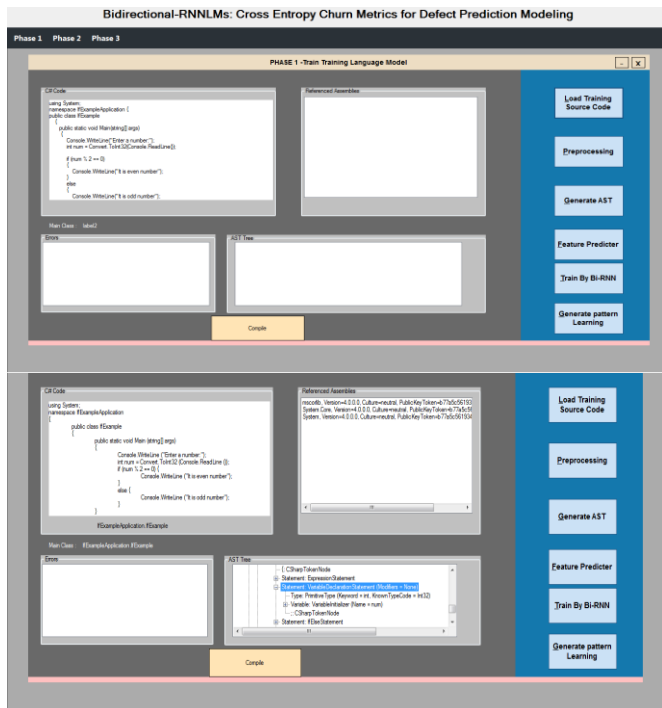 Bidirectional-RNNLMs: Cross Entropy Churn Metrics for Defect Prediction Modeling
Phase 1 Phase 2 Phase 3
PHASE 1 -Train Training Language Model
- X
C# Code
Referenced Assemblies
using System;
namespace IfExampleApplication {
public class IfExample
{
public static void Main(string[] args)
{
Console.WriteLine("Enter a number:");
int num = Convert.ToInt32(Console.ReadLine());
if (num % 2 == 0)
{
Console.WriteLine("It is even number");
}
else
{
Console.WriteLine("It is odd number");
Main Class: label2
Errors
AST Tree
Compile
Load Training
Source Code
Preprocessing
Generate AST
Feature Predicter
Train By Bi-RNN
Generate pattern
Learning
C# Code
Referenced Assemblies
using System;
namespace IfExampleApplication
{
public class IfExample
{
public static void Main (string[] args)
{
Console.WriteLine ("Enter a number:");
int num = Convert.ToInt32 (Console.ReadLine ());
if (num % 2 == 0) {
Console.WriteLine ("It is even number");
}
else {
Console.WriteLine ("It is odd number");
}
}
mscorlib, Version=4.0.0.0, Culture=neutral, PublicKeyToken=b77a5c561934
System.Core, Version=4.0.0.0, Culture=neutral, PublicKeyToken=b77a5c56
System, Version=4.0.0.0, Culture=neutral, PublicKeyToken=b77a5c561934
IfExampleApplication.IfExample
Main Class: IfExampleApplication.IfExample
Errors
AST Tree
{: CSharpTokenNode
Statement: ExpressionStatement
Statement: VariableDeclarationStatement (Modifiers = None)
Type: PrimitiveType (Keyword = int, KnownTypeCode = Int32)
Variable: VariableInitializer (Name = num)
;: CSharpTokenNode
Statement: IfElseStatement
Compile
Load Training
Source Code
Preprocessing
Generate AST
Feature Predicter
Train By Bi-RNN
Generate pattern
Learning